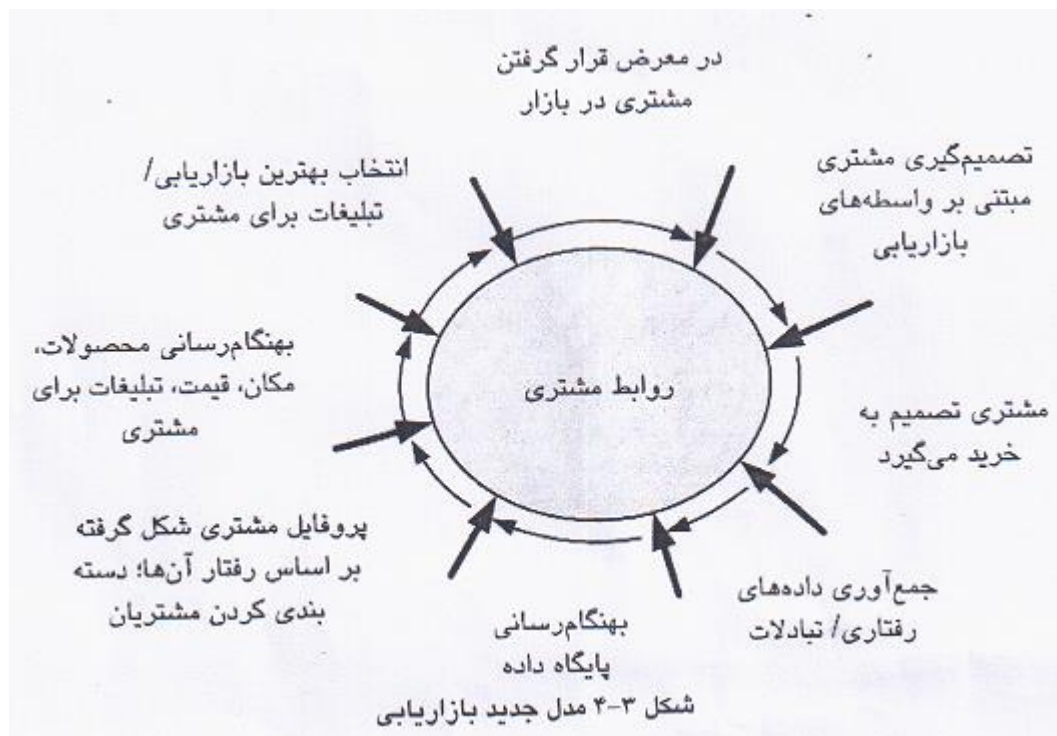 در معرض قرار گرفتن
مشتری در بازار
تصمیم‌گیری مشتری
مبتنی بر واسطه‌های
بازاریابی
مشتری تصمیم به
خرید می‌گیرد
جمع‌آوری داده‌های
رفتاری/ تبادلات
بهنگام‌رسانی
پایگاه داده
پروفایل مشتری شکل گرفته
بر اساس رفتار آن‌ها؛ دسته
بندی کردن مشتریان
بهنگام‌رسانی محصولات،
مکان، قیمت، تبلیغات برای
مشتری
انتخاب بهترین بازاریابی/
تبلیغات برای مشتری
روابط مشتری
شکل ۳-۴ مدل جدید بازاریابی